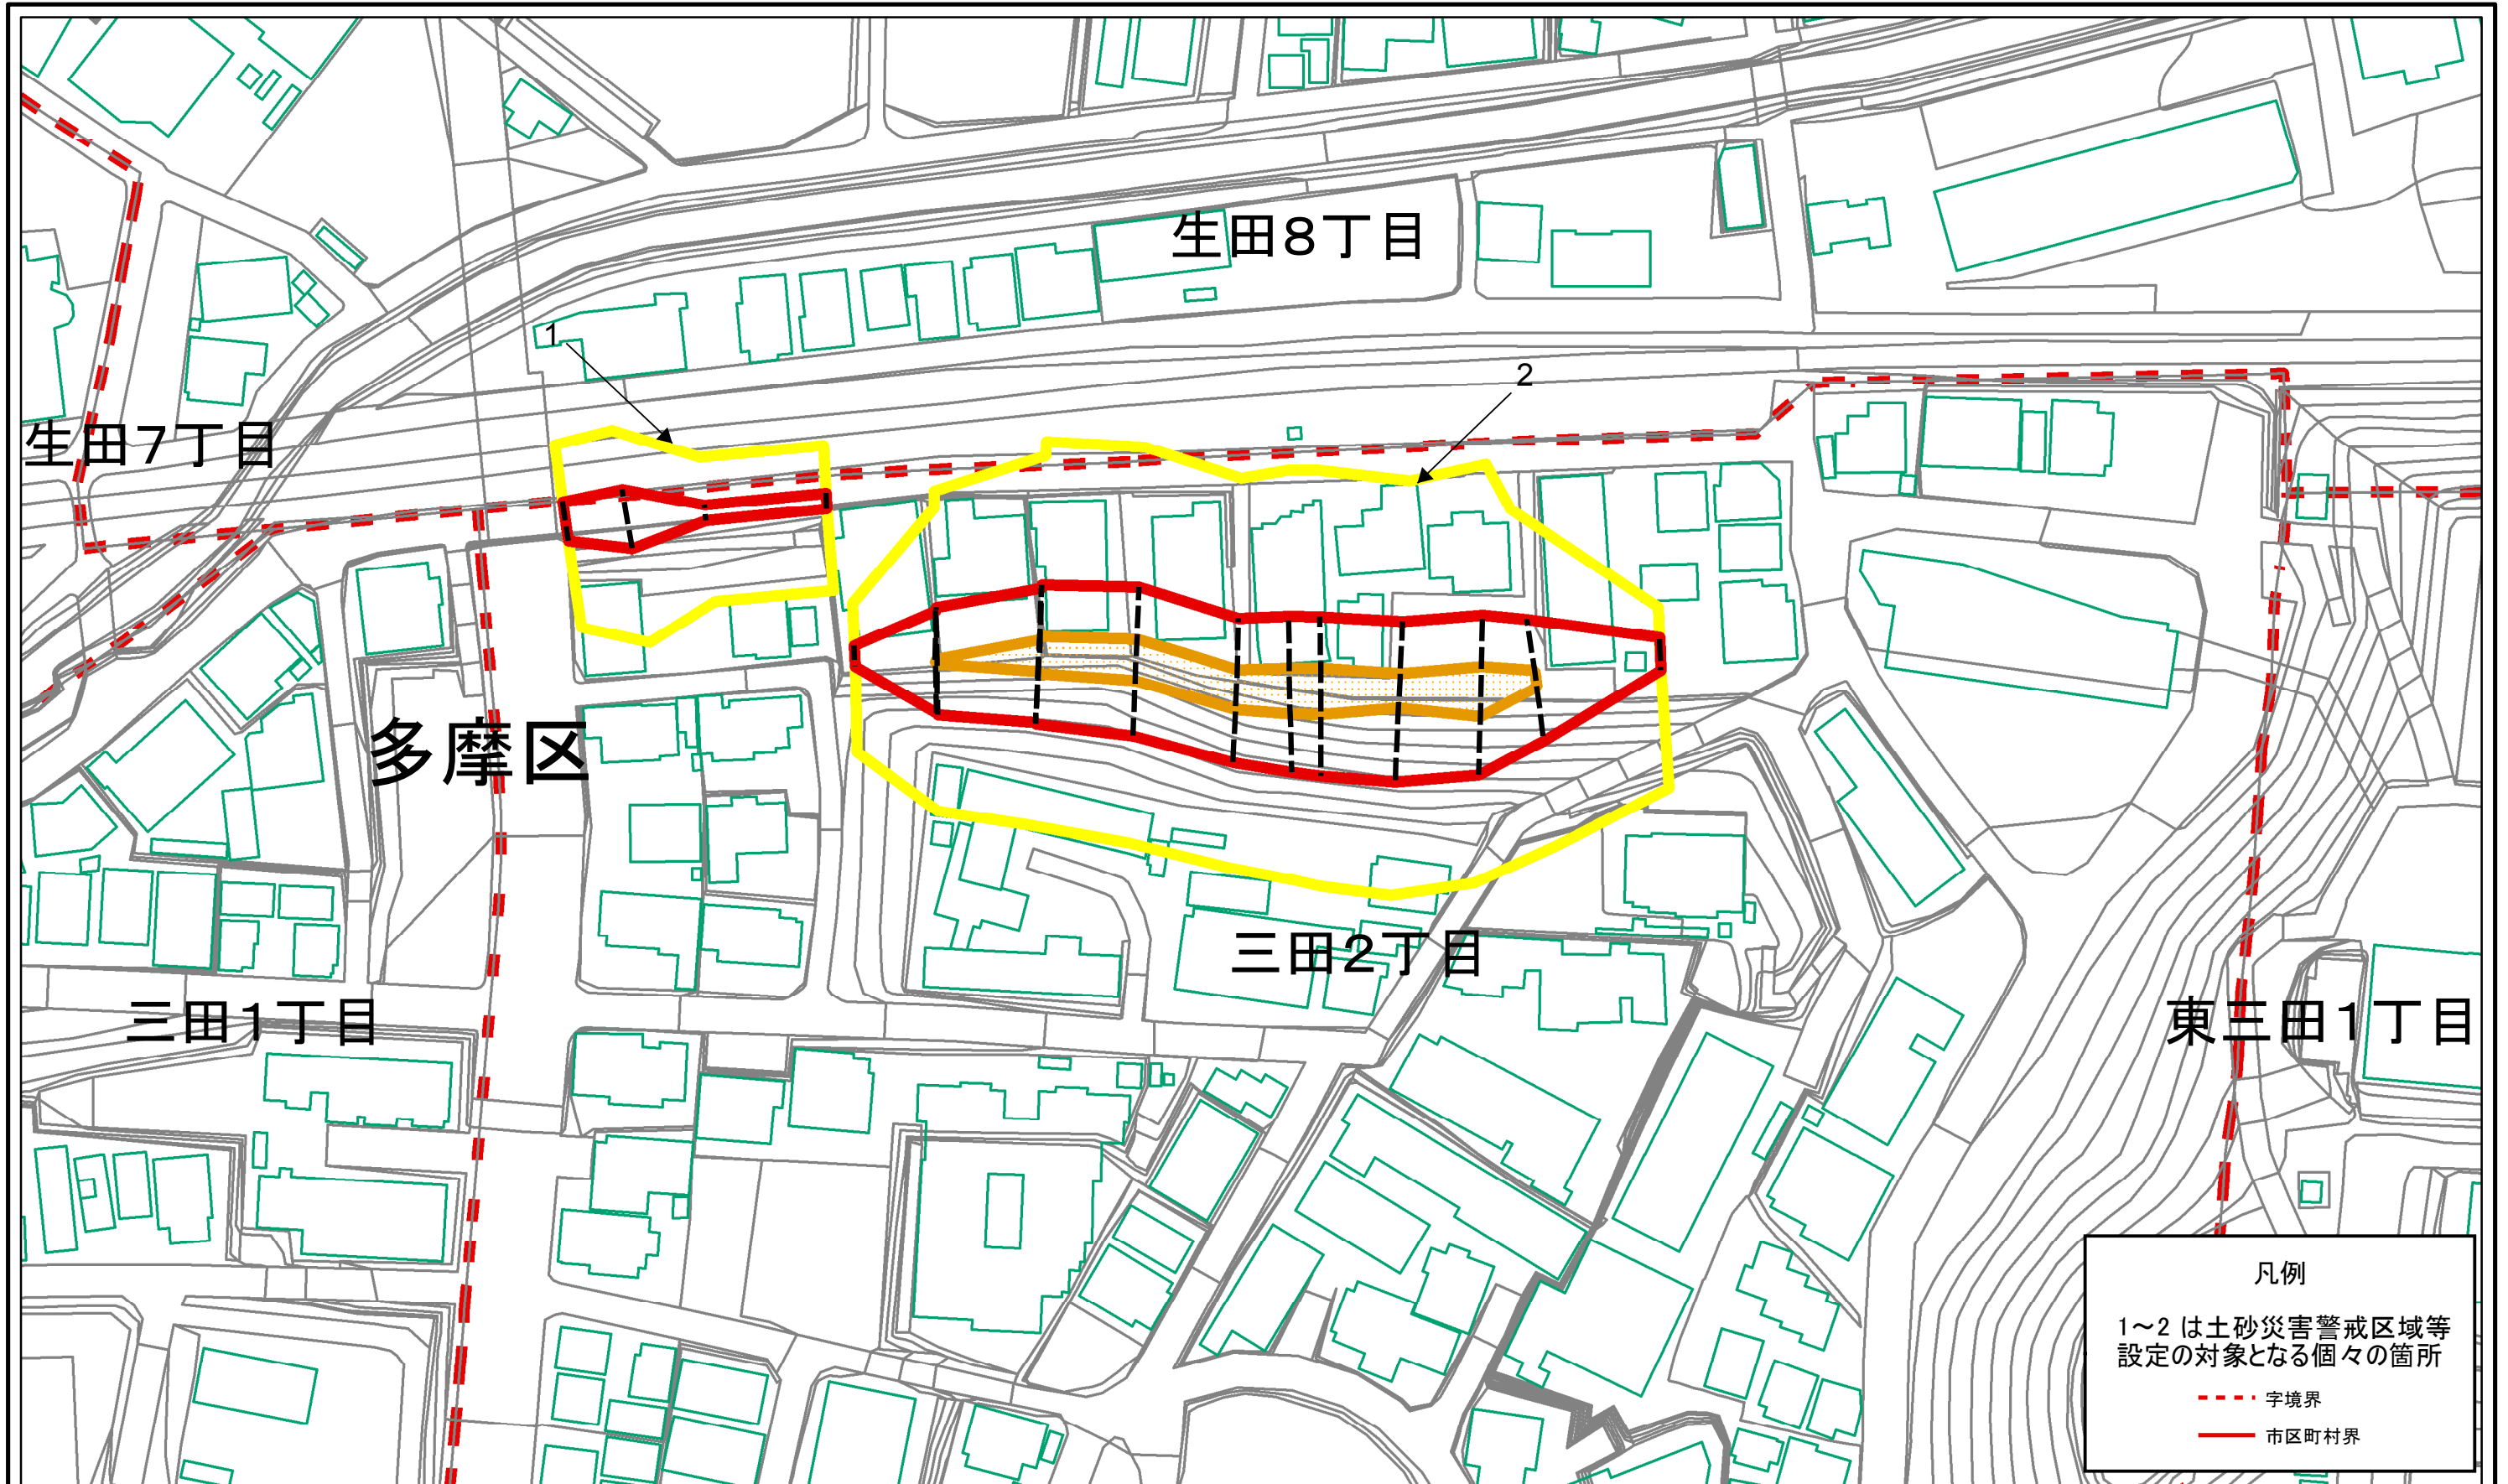 生田8丁目
1
2
生田7丁目
多摩区
三田2丁目
三田1丁目
東三田1丁目
凡例
1～2 は土砂災害警戒区域等
設定の対象となる個々の箇所
字境界
市区町村界